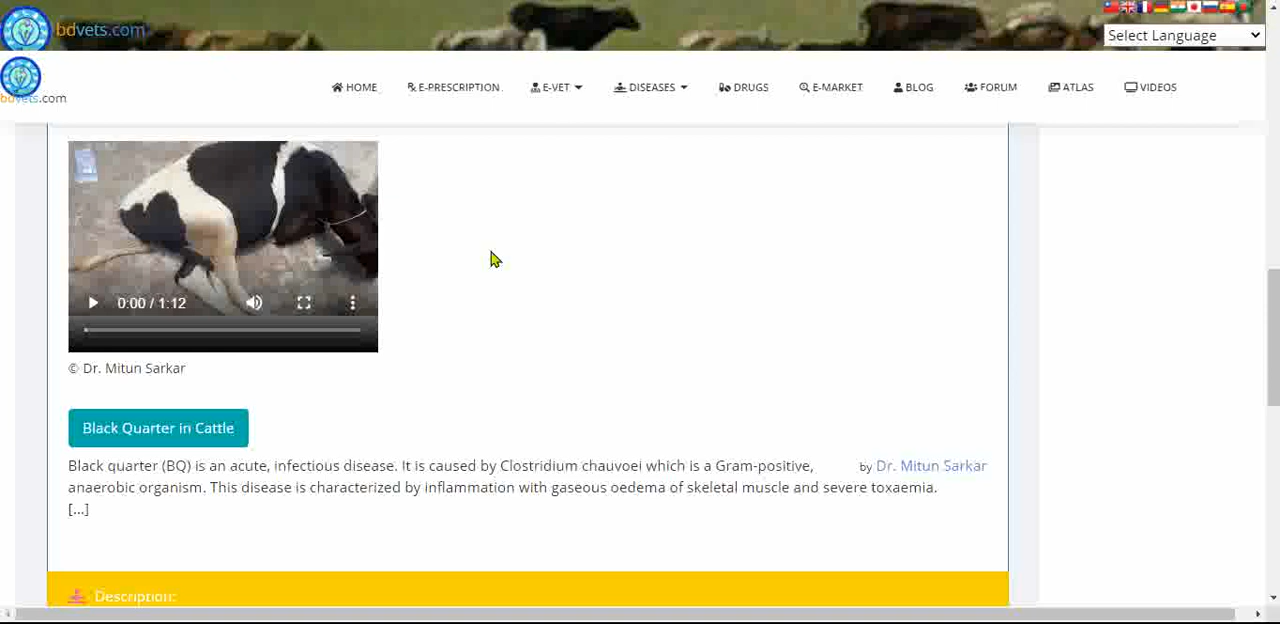 bdvets.com
Select Language
bdvets.com
HOME E-PRESCRIPTION E-VET DISEASES DRUGS E-MARKET BLOG FORUM ATLAS VIDEOS
0:00 / 1:12
© Dr. Mitun Sarkar
Black Quarter in Cattle
Black quarter (BQ) is an acute, infectious disease. It is caused by Clostridium chauvoei which is a Gram-positive, by Dr. Mitun Sarkar
anaerobic organism. This disease is characterized by inflammation with gaseous oedema of skeletal muscle and severe toxaemia.
[...]
Description: